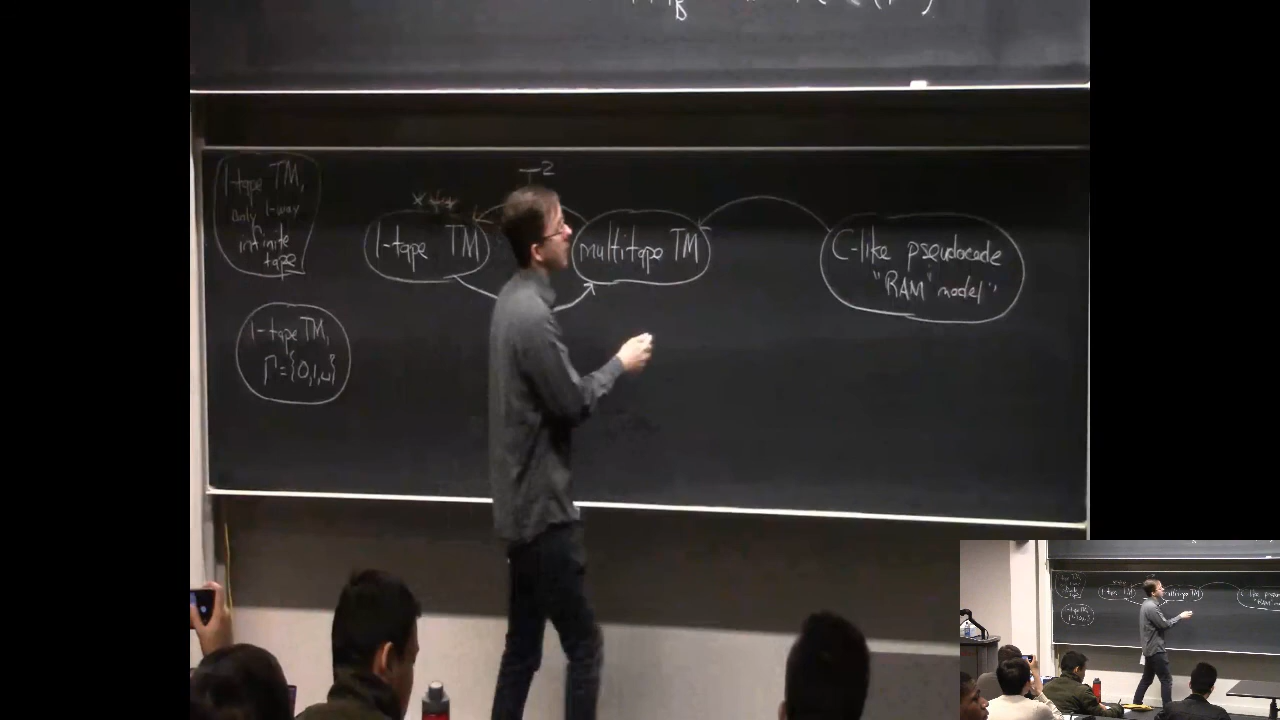 1-tape TM,
only 1-way
infinite
tape
1-tape TM,
Γ={0,1,⊔}
1-tape TM
T²
multitape TM
C-like pseudocode
"RAM model"